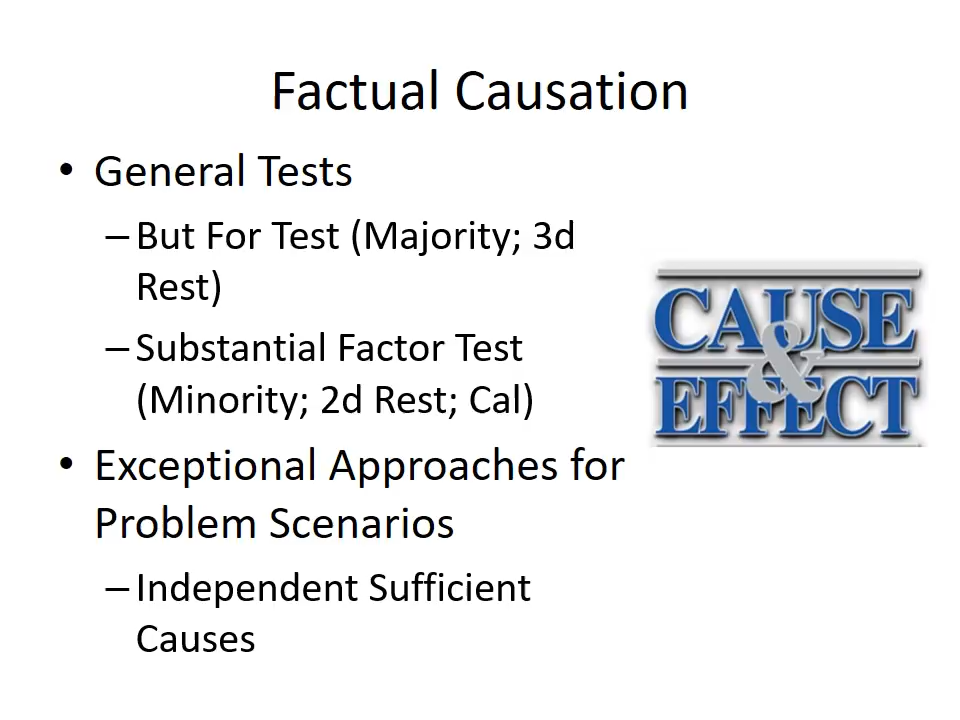 Factual Causation
• General Tests
– But For Test (Majority; 3d
Rest)
– Substantial Factor Test
(Minority; 2d Rest; Cal)
• Exceptional Approaches for
Problem Scenarios
– Independent Sufficient
Causes
CAUSE
&
EFFECT